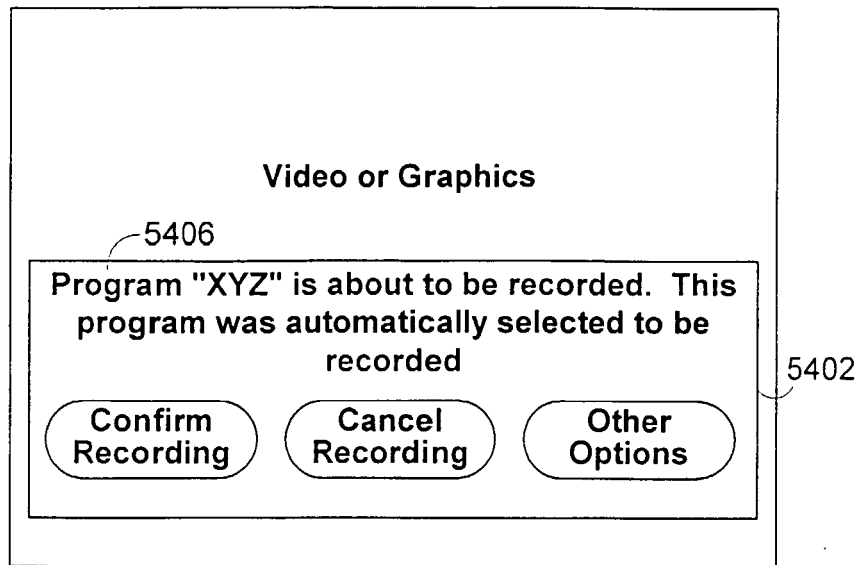 Video or Graphics
5406
Program "XYZ" is about to be recorded. This
program was automatically selected to be
recorded
5402
Confirm
Recording
Cancel
Recording
Other
Options